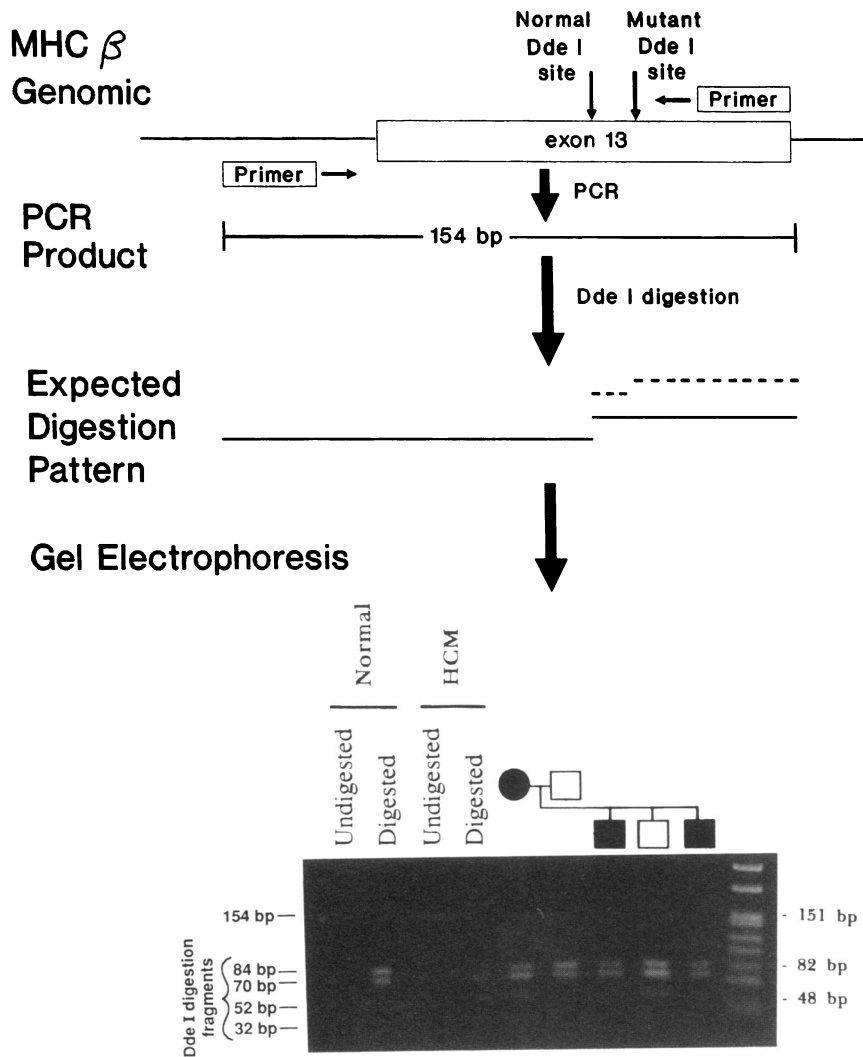 MHC β
Genomic
Normal
Dde I
site
Mutant
Dde I
site
Primer
exon 13
Primer
PCR
PCR
Product
154 bp
Dde I digestion
Expected
Digestion
Pattern
Gel Electrophoresis
Normal
HCM
Undigested
Digested
Undigested
Digested
154 bp
84 bp
70 bp
52 bp
32 bp
Dde I digestion
fragments
- 151 bp
- 82 bp
- 48 bp